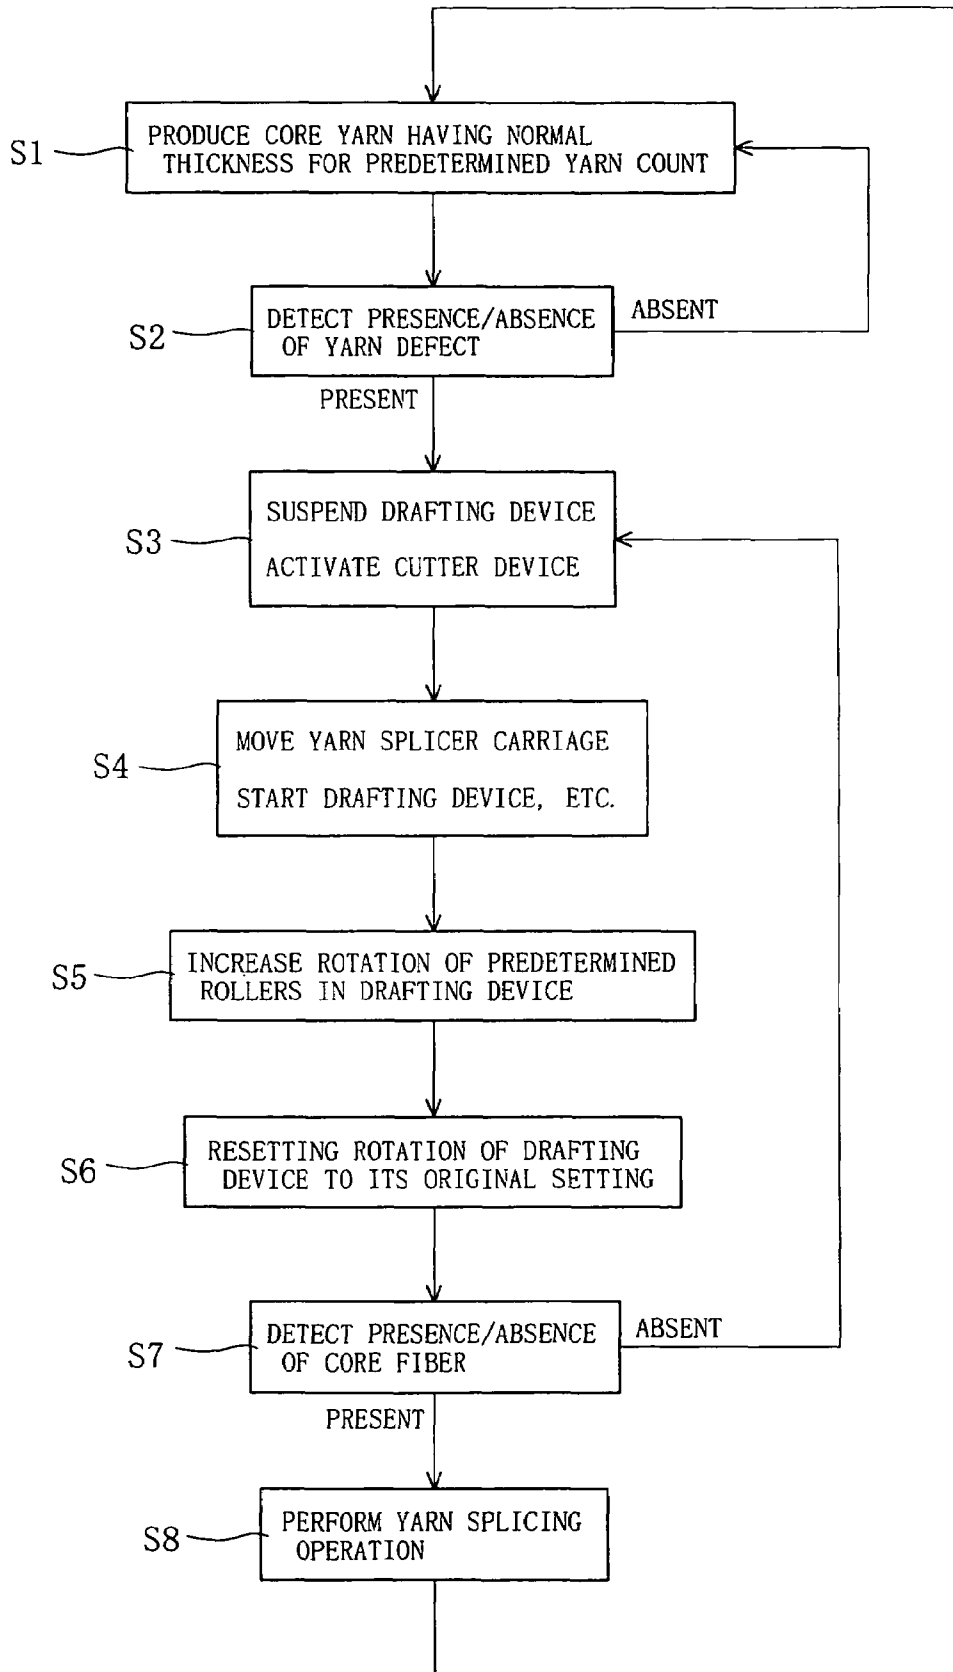 S1
PRODUCE CORE YARN HAVING NORMAL
THICKNESS FOR PREDETERMINED YARN COUNT
S2
DETECT PRESENCE/ABSENCE
OF YARN DEFECT
ABSENT
PRESENT
S3
SUSPEND DRAFTING DEVICE
ACTIVATE CUTTER DEVICE
S4
MOVE YARN SPLICER CARRIAGE
START DRAFTING DEVICE, ETC.
S5
INCREASE ROTATION OF PREDETERMINED
ROLLERS IN DRAFTING DEVICE
S6
RESETTING ROTATION OF DRAFTING
DEVICE TO ITS ORIGINAL SETTING
S7
DETECT PRESENCE/ABSENCE
OF CORE FIBER
ABSENT
PRESENT
S8
PERFORM YARN SPLICING
OPERATION